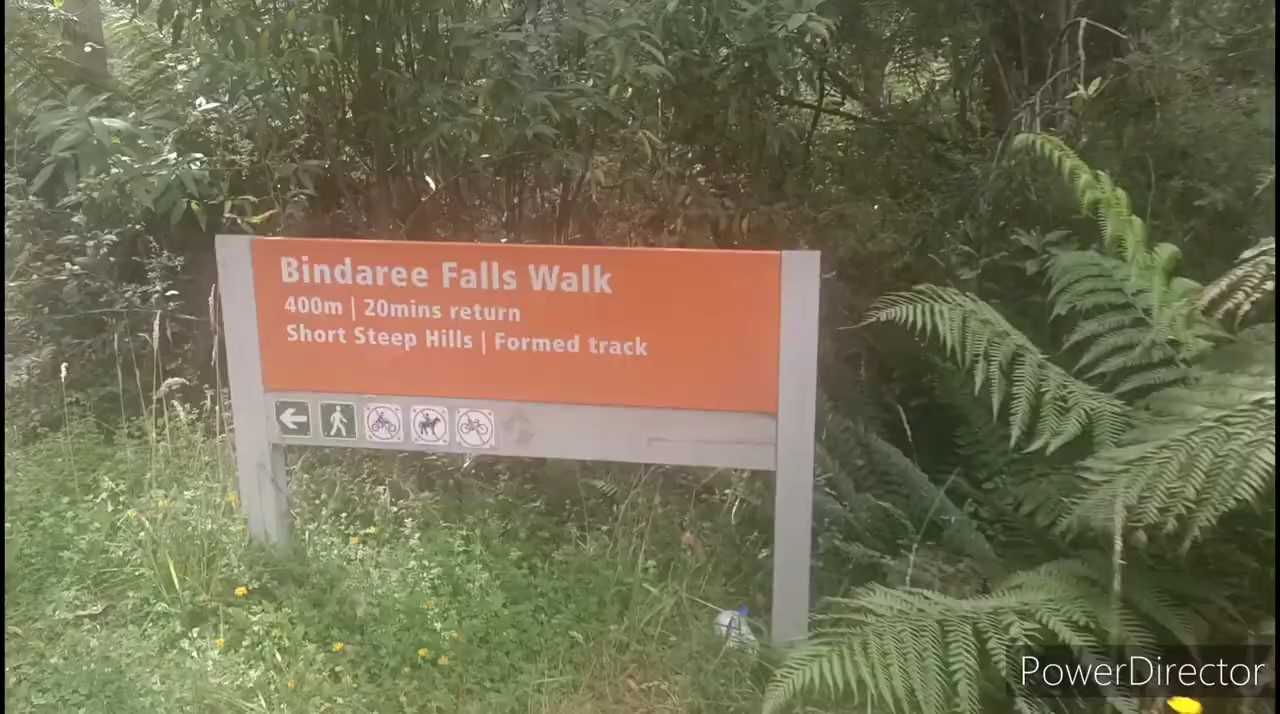 Bindaree Falls Walk
400m | 20mins return
Short Steep Hills | Formed track
PowerDirector